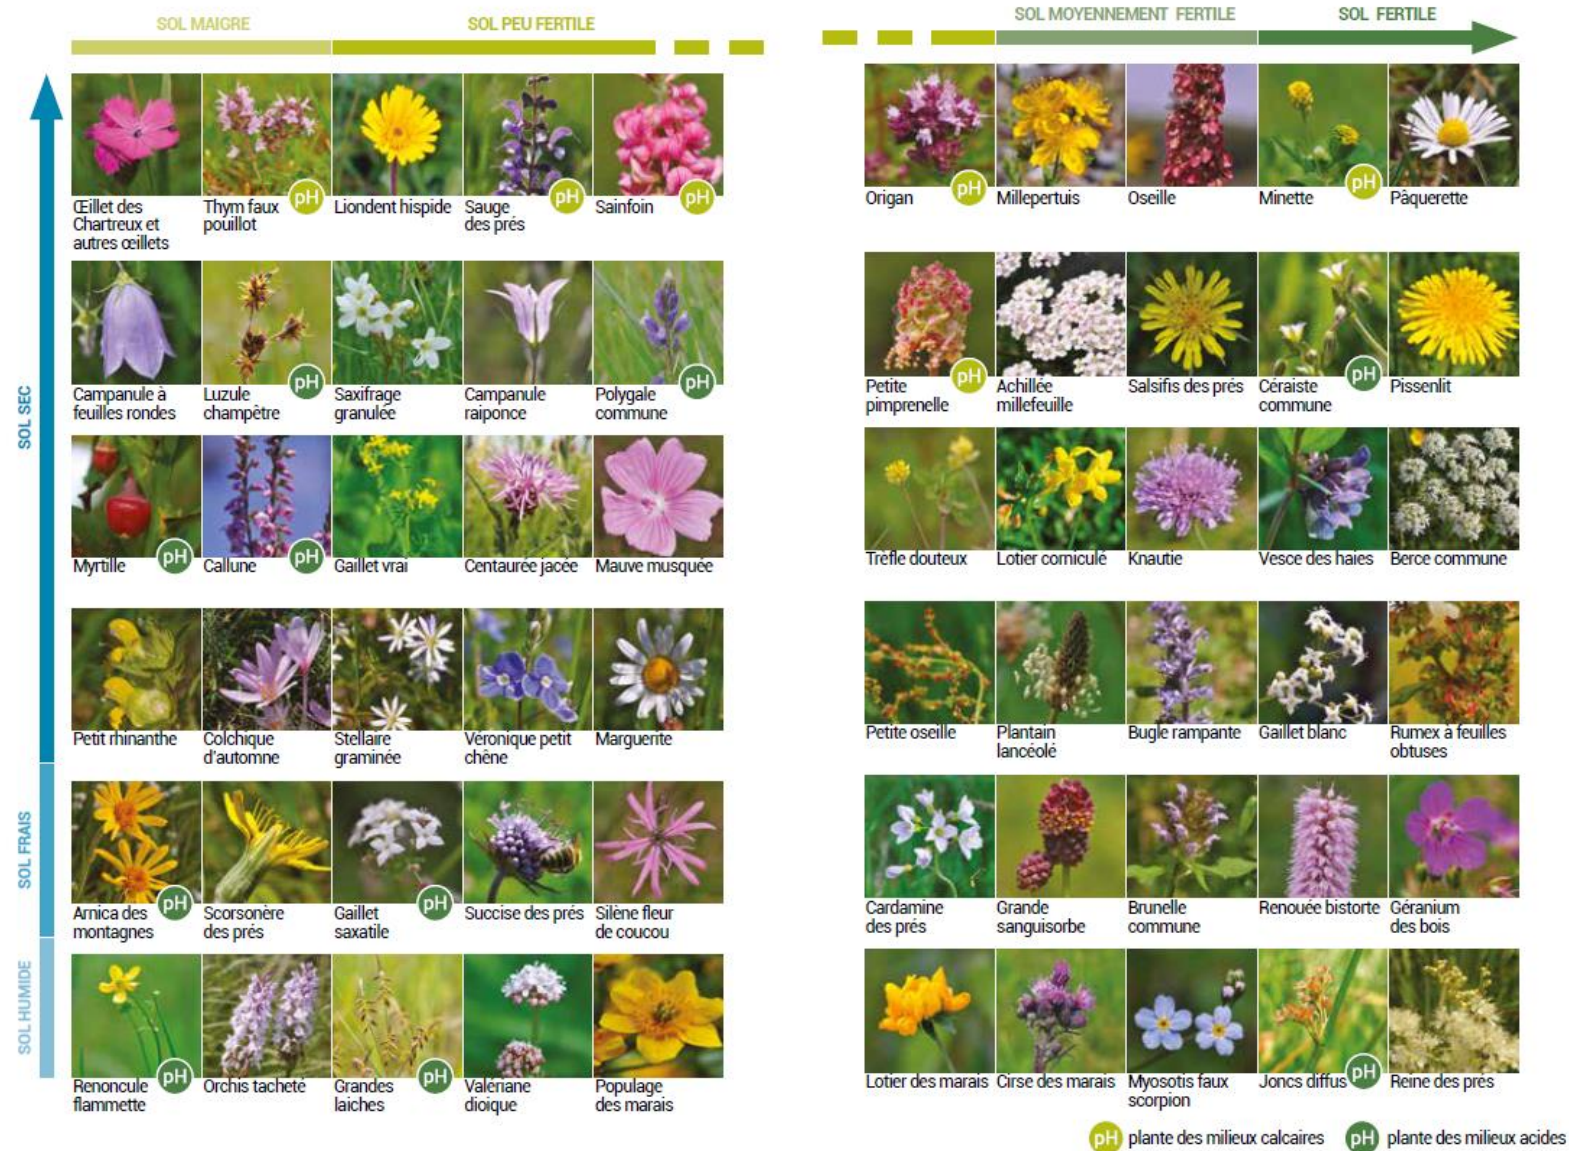 SOL MAIGRE
SOL PEU FERTILE
SOL MOYENNEMENT FERTILE
SOL FERTILE
SOL SEC
pH
pH
pH
pH
pH
Œillet des
Chartreux et
autres œillets
Thym faux
pouillot
Liondent hispide
Sauge
des prés
Sainfoin
Origan
Millepertuis
Oseille
Minette
Pâquerette
pH
pH
pH
pH
Campanule à
feuilles rondes
Luzule
champêtre
Saxifrage
granulée
Campanule
raiponce
Polygale
commune
Petite
pimprenelle
Achillée
millefeuille
Salsifis des prés
Céraiste
commune
Pissenlit
pH
pH
Myrtille
Callune
Gaillet vrai
Centaurée jacée
Mauve musquée
Trèfle douteux
Lotier corniculé
Knautie
Vesce des haies
Berce commune
Petit rhinanthe
Colchique
d'automne
Stellaire
graminée
Véronique petit
chêne
Marguerite
Petite oseille
Plantain
lancéolé
Bugle rampante
Gaillet blanc
Rumex à feuilles
obtuses
SOL FRAIS
pH
pH
Arnica des
montagnes
Scorsonère
des prés
Gaillet
saxatile
Succise des prés
Silène fleur
de coucou
Cardamine
des prés
Grande
sanguisorbe
Brunelle
commune
Renouée bistorte
Géranium
des bois
SOL HUMIDE
pH
pH
pH
Renoncule
flammette
Orchis tacheté
Grandes
laiches
Valériane
dioique
Populage
des marais
Lotier des marais
Cirse des marais
Myosotis faux
scorpion
Joncs diffus
Reine des prés
pH plante des milieux calcaires
pH plante des milieux acides